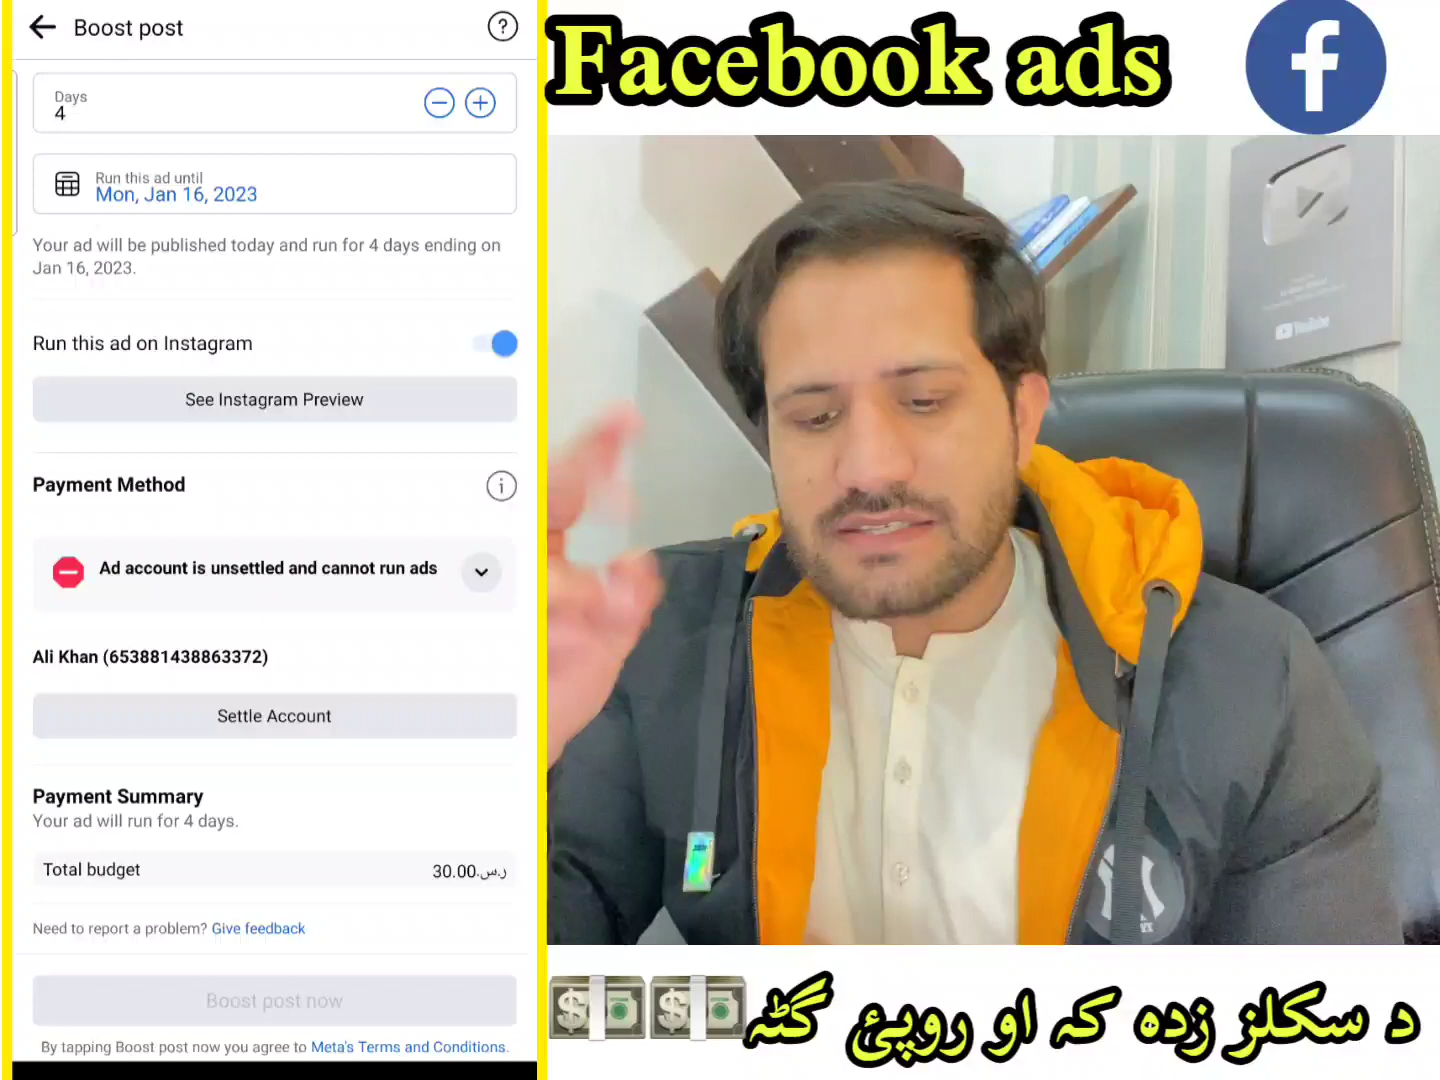 Boost post
?
Days
4
Run this ad until
Mon, Jan 16, 2023
Your ad will be published today and run for 4 days ending on
Jan 16, 2023.
Run this ad on Instagram
See Instagram Preview
Payment Method
Ad account is unsettled and cannot run ads
Ali Khan (653881438863372)
Settle Account
Payment Summary
Your ad will run for 4 days.
Total budget
30.00.ر.س
Need to report a problem? Give feedback
Boost post now
By tapping Boost post now you agree to Meta's Terms and Conditions.
Facebook ads
f
YouTube
د سکلز زده که او روپئ گټه